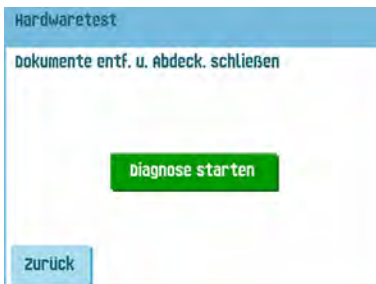 Hardwaretest
Dokumente entf. u. Abdeck. schließen
Diagnose starten
Zurück